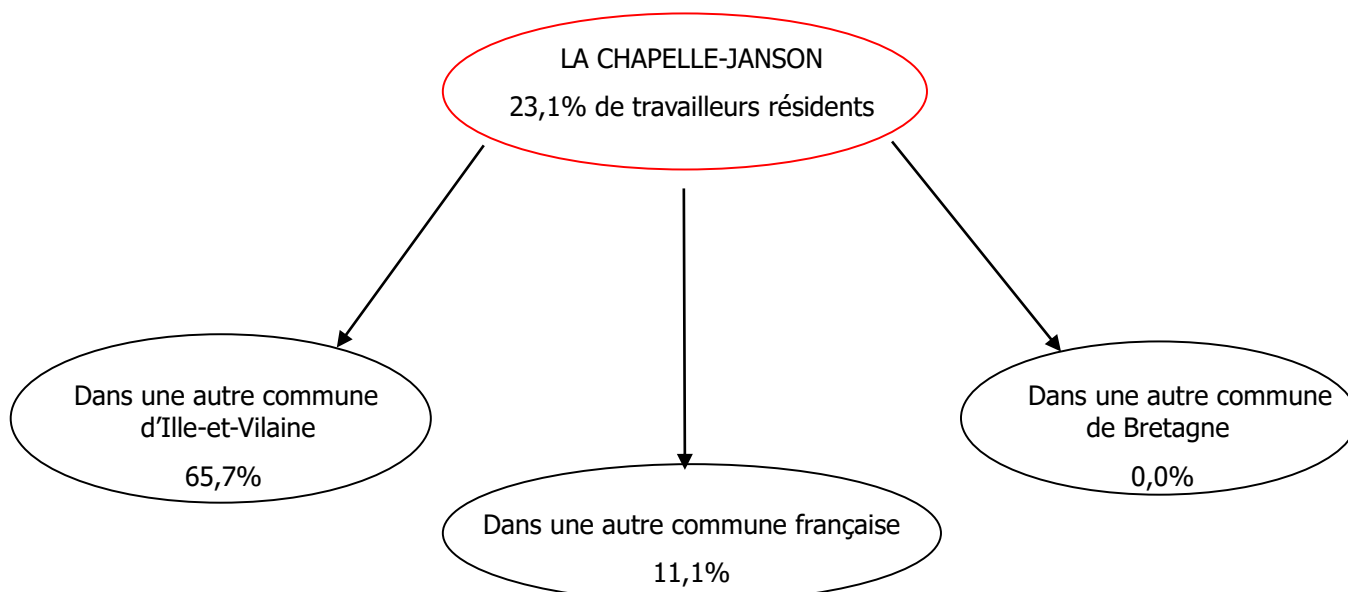 LA CHAPELLE-JANSON
23,1% de travailleurs résidents
Dans une autre commune
d’Ille-et-Vilaine
65,7%
Dans une autre commune française
11,1%
Dans une autre commune
de Bretagne
0,0%